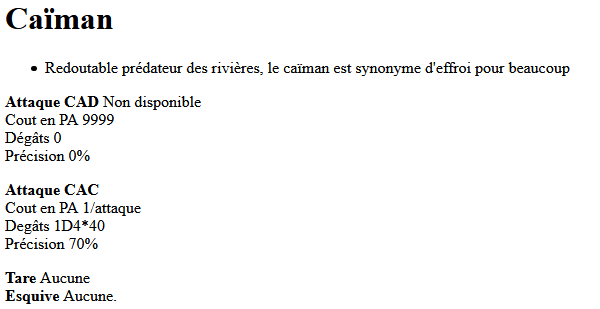 Caïman
Redoutable prédateur des rivières, le caïman est synonyme d'effroi pour beaucoup
Attaque CAD Non disponible
Cout en PA 9999
Dégâts 0
Précision 0%
Attaque CAC
Cout en PA 1/attaque
Degâts 1D4*40
Précision 70%
Tare Aucune
Esquive Aucune.